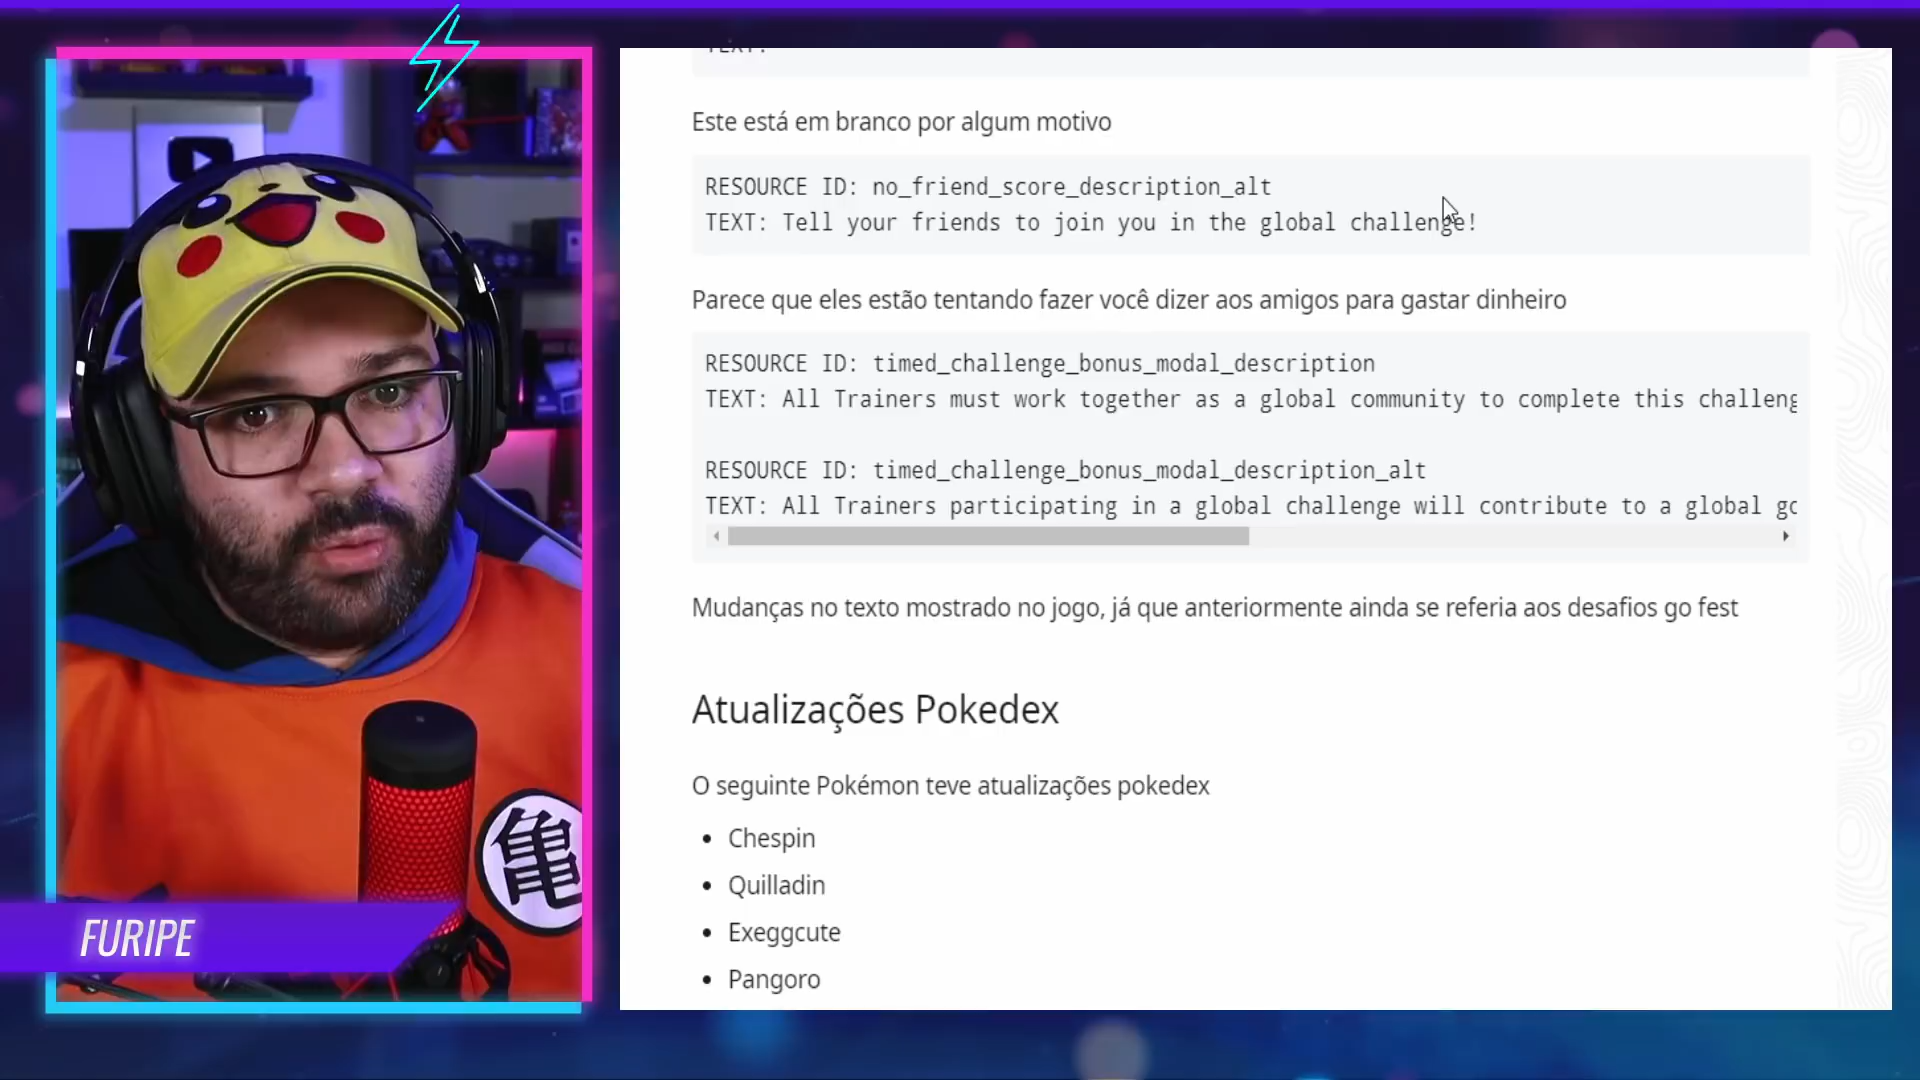 Este está em branco por algum motivo
RESOURCE ID: no_friend_score_description_alt
TEXT: Tell your friends to join you in the global challenge!
Parece que eles estão tentando fazer você dizer aos amigos para gastar dinheiro
RESOURCE ID: timed_challenge_bonus_modal_description
TEXT: All Trainers must work together as a global community to complete this challeng
RESOURCE ID: timed_challenge_bonus_modal_description_alt
TEXT: All Trainers participating in a global challenge will contribute to a global go
Mudanças no texto mostrado no jogo, já que anteriormente ainda se referia aos desafios go fest
Atualizações Pokedex
O seguinte Pokémon teve atualizações pokedex
• Chespin
• Quilladin
• Exeggcute
• Pangoro
亀
FURIPE